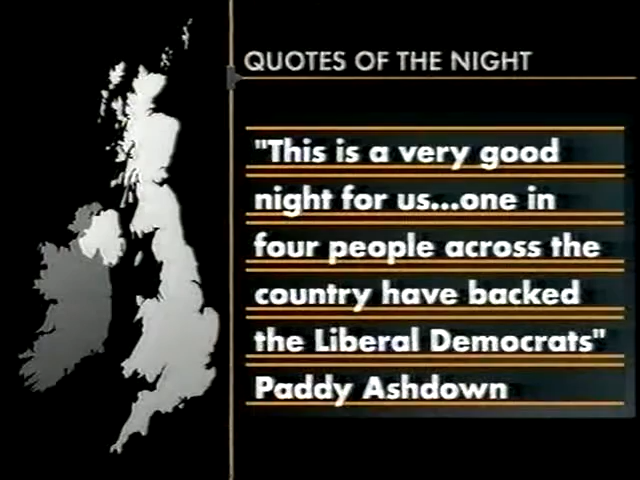 QUOTES OF THE NIGHT
"This is a very good
night for us...one in
four people across the
country have backed
the Liberal Democrats"
Paddy Ashdown